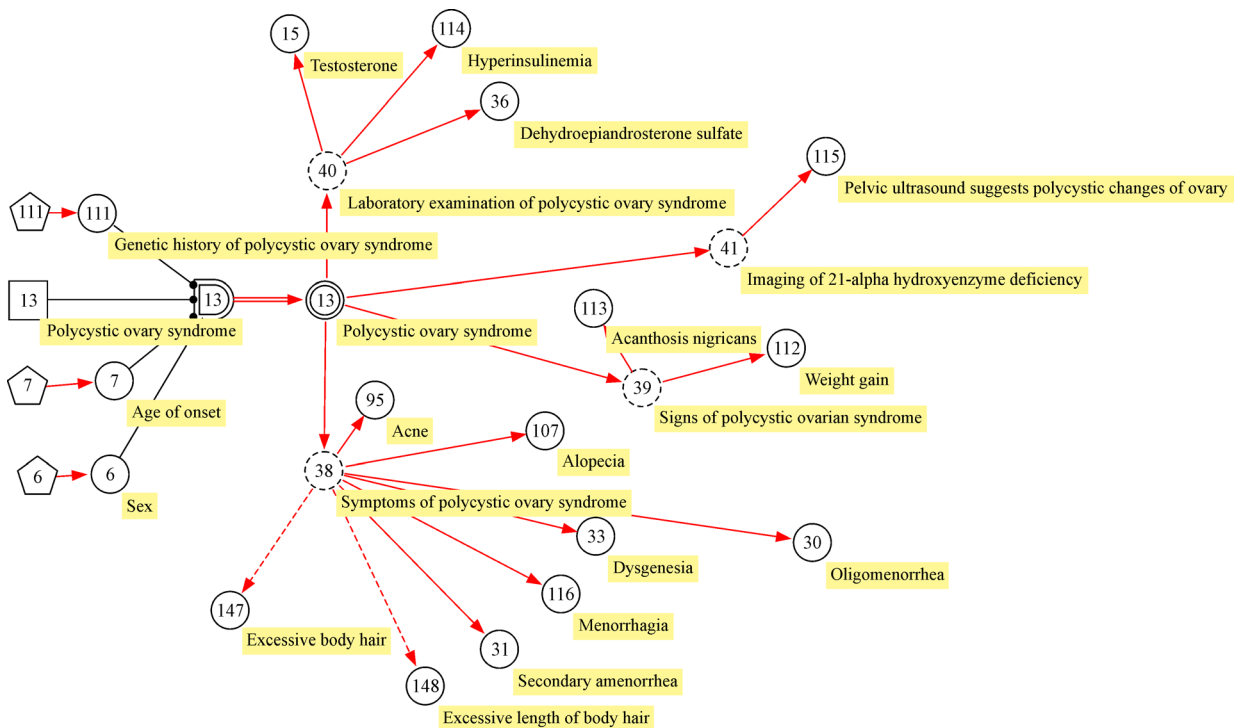 15
Testosterone
114
Hyperinsulinemia
36
Dehydroepiandrosterone sulfate
40
Laboratory examination of polycystic ovary syndrome
115
Pelvic ultrasound suggests polycystic changes of ovary
41
Imaging of 21-alpha hydroxyenzyme deficiency
111
111
Genetic history of polycystic ovary syndrome
13
Polycystic ovary syndrome
13
13
Polycystic ovary syndrome
113
Acanthosis nigricans
112
Weight gain
39
Signs of polycystic ovarian syndrome
7
7
Age of onset
6
6
Sex
95
Acne
107
Alopecia
38
Symptoms of polycystic ovary syndrome
33
Dysgenesia
30
Oligomenorrhea
116
Menorrhagia
147
Excessive body hair
31
Secondary amenorrhea
148
Excessive length of body hair